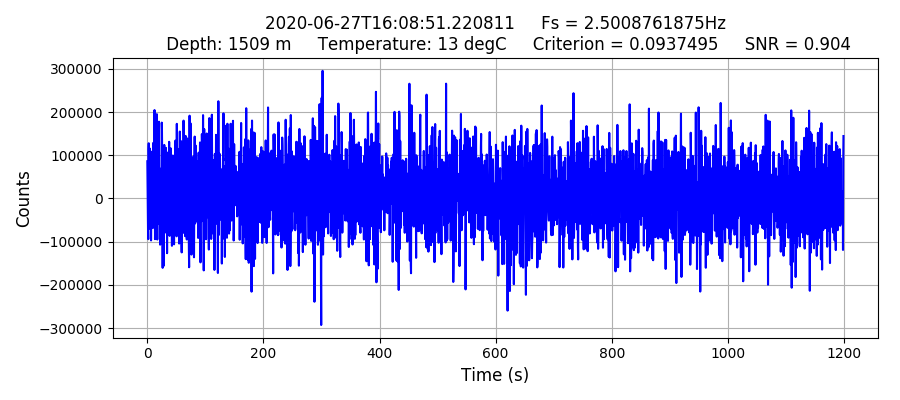 2020-06-27T16:08:51.220811 Fs = 2.5008761875Hz
Depth: 1509 m Temperature: 13 degC Criterion = 0.0937495 SNR = 0.904
300000
200000
100000
0
−100000
−200000
−300000
Counts
0 200 400 600 800 1000 1200
Time (s)